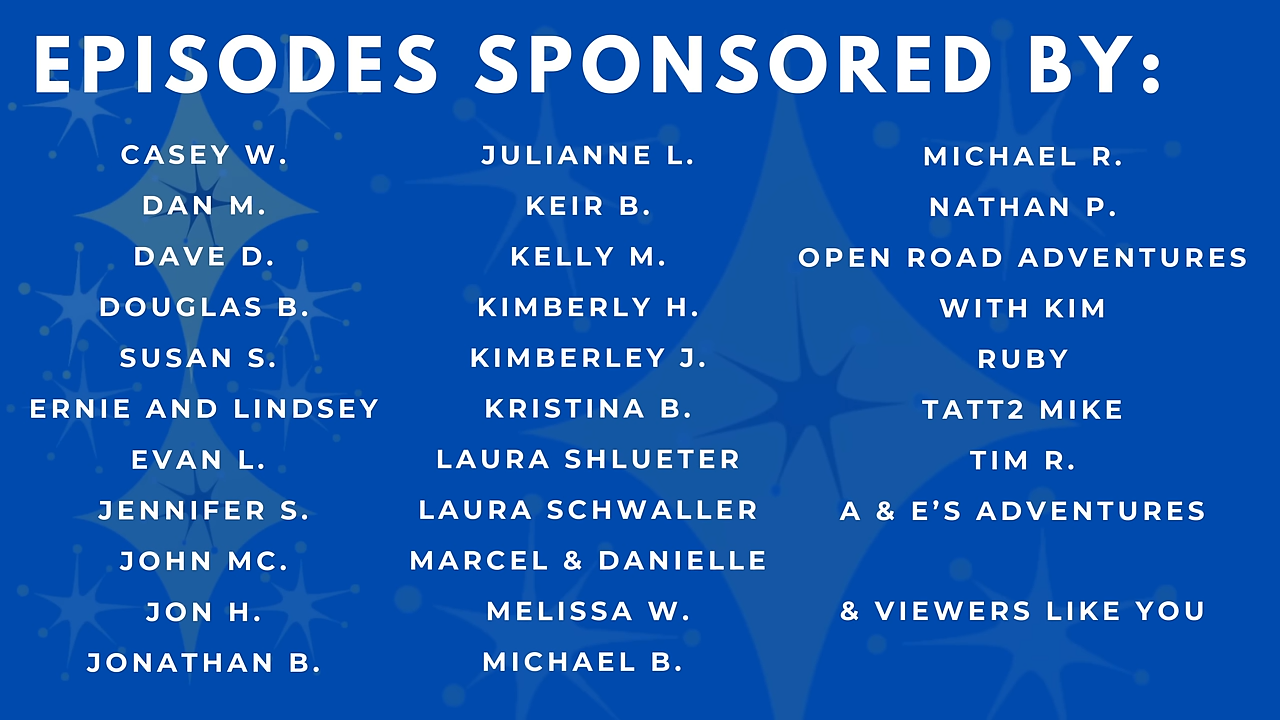 EPISODES SPONSORED BY:
CASEY W.
DAN M.
DAVE D.
DOUGLAS B.
SUSAN S.
ERNIE AND LINDSEY
EVAN L.
JENNIFER S.
JOHN MC.
JON H.
JONATHAN B.
JULIANNE L.
KEIR B.
KELLY M.
KIMBERLY H.
KIMBERLEY J.
KRISTINA B.
LAURA SHLUETER
LAURA SCHWALLER
MARCEL & DANIELLE
MELISSA W.
MICHAEL B.
MICHAEL R.
NATHAN P.
OPEN ROAD ADVENTURES
WITH KIM
RUBY
TATT2 MIKE
TIM R.
A & E’S ADVENTURES
& VIEWERS LIKE YOU